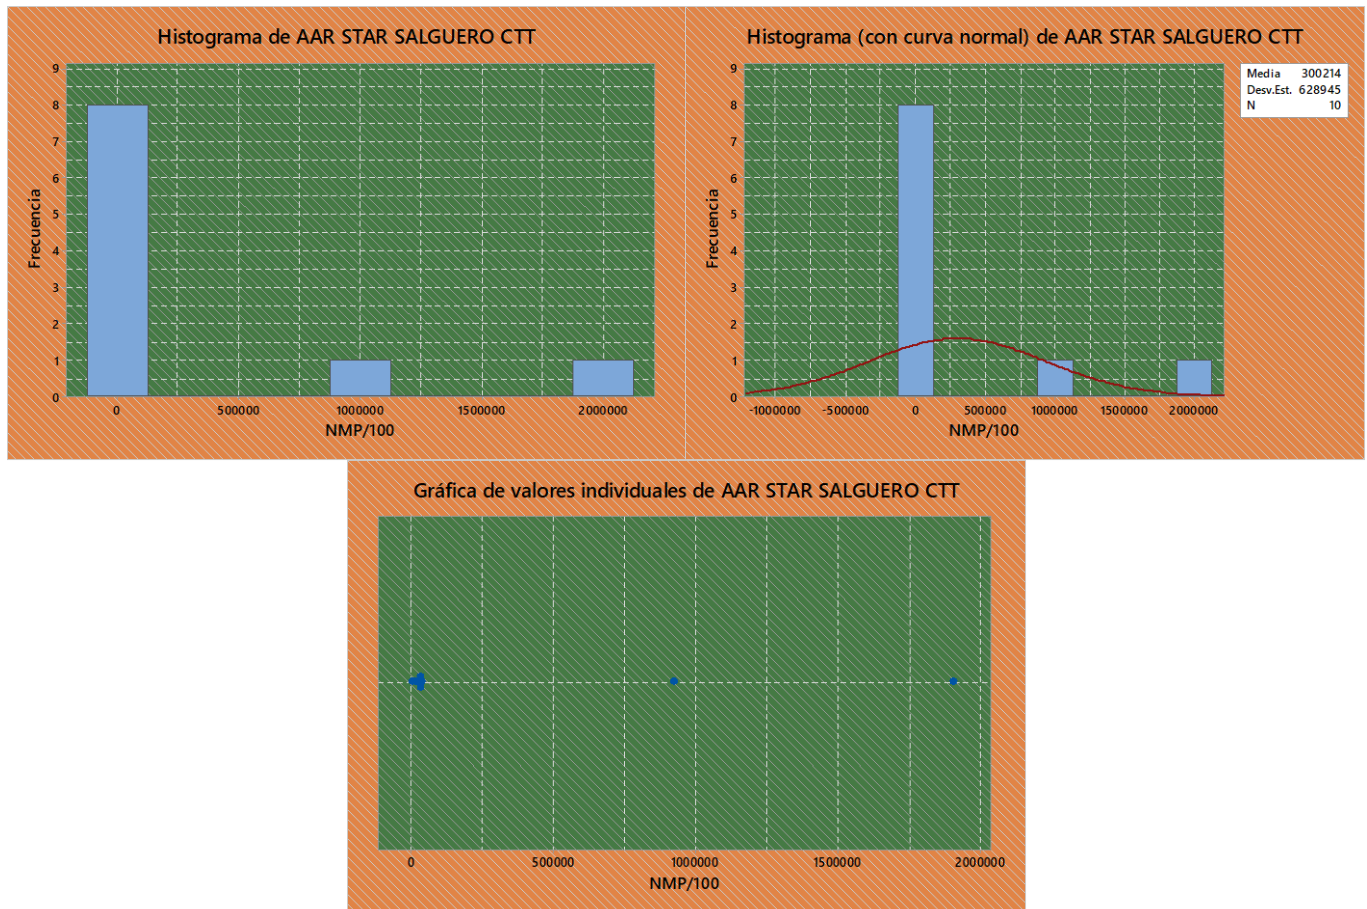 Histograma de AAR STAR SALGUERO CTT
9
8
7
6
5
4
3
2
1
0
Frecuencia
0 500000 1000000 1500000 2000000
NMP/100
Histograma (con curva normal) de AAR STAR SALGUERO CTT
9
8
7
6
5
4
3
2
1
0
Frecuencia
-1000000 -500000 0 500000 1000000 1500000 2000000
NMP/100
Media 300214
Desv.Est. 628945
N 10
Gráfica de valores individuales de AAR STAR SALGUERO CTT
0 500000 1000000 1500000 2000000
NMP/100